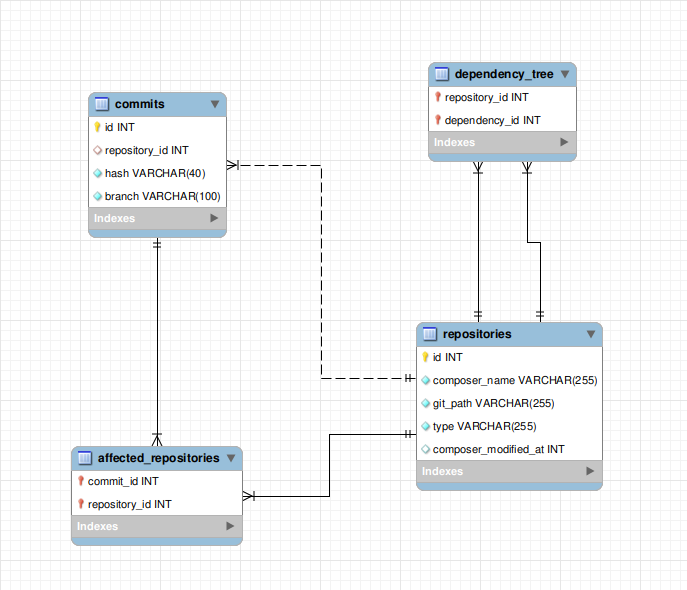 commits
id INT
repository_id INT
hash VARCHAR(40)
branch VARCHAR(100)
Indexes
dependency_tree
repository_id INT
dependency_id INT
Indexes
repositories
id INT
composer_name VARCHAR(255)
git_path VARCHAR(255)
type VARCHAR(255)
composer_modified_at INT
Indexes
affected_repositories
commit_id INT
repository_id INT
Indexes